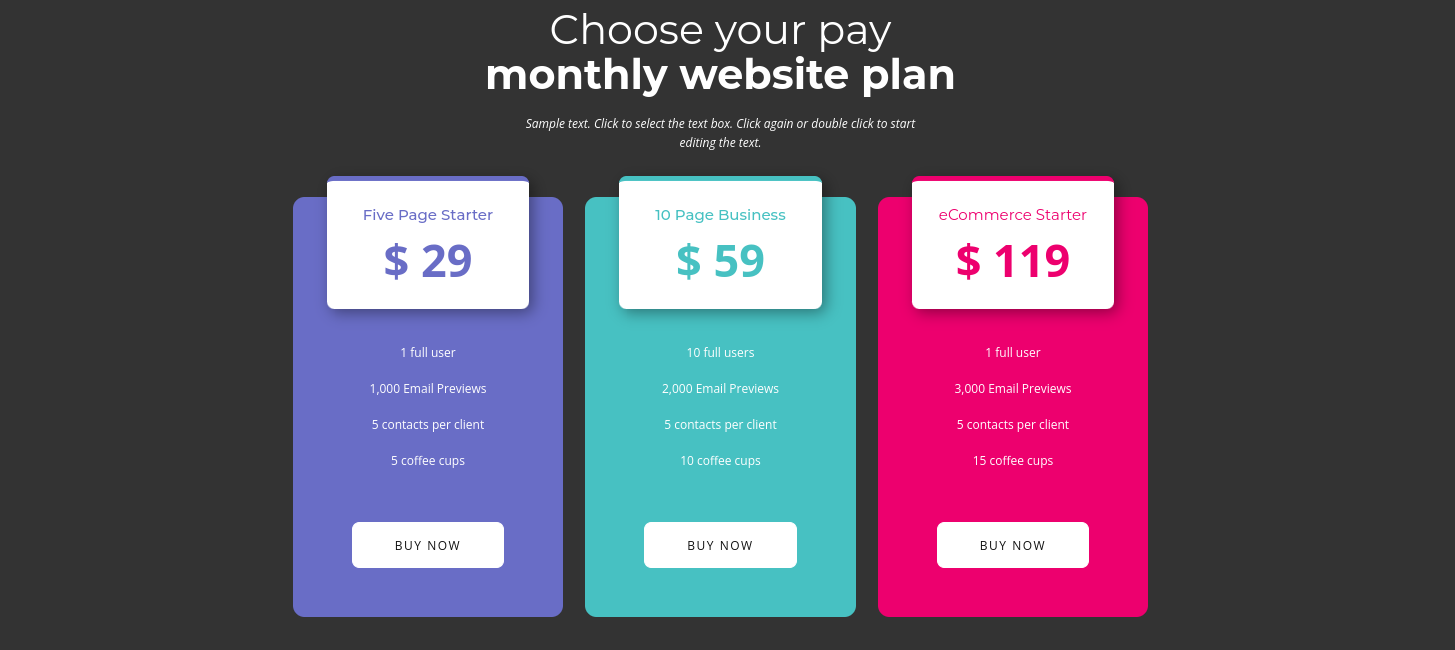 Choose your pay
monthly website plan
Sample text. Click to select the text box. Click again or double click to start
editing the text.
Five Page Starter
$ 29
1 full user
1,000 Email Previews
5 contacts per client
5 coffee cups
BUY NOW
10 Page Business
$ 59
10 full users
2,000 Email Previews
5 contacts per client
10 coffee cups
BUY NOW
eCommerce Starter
$ 119
1 full user
3,000 Email Previews
5 contacts per client
15 coffee cups
BUY NOW